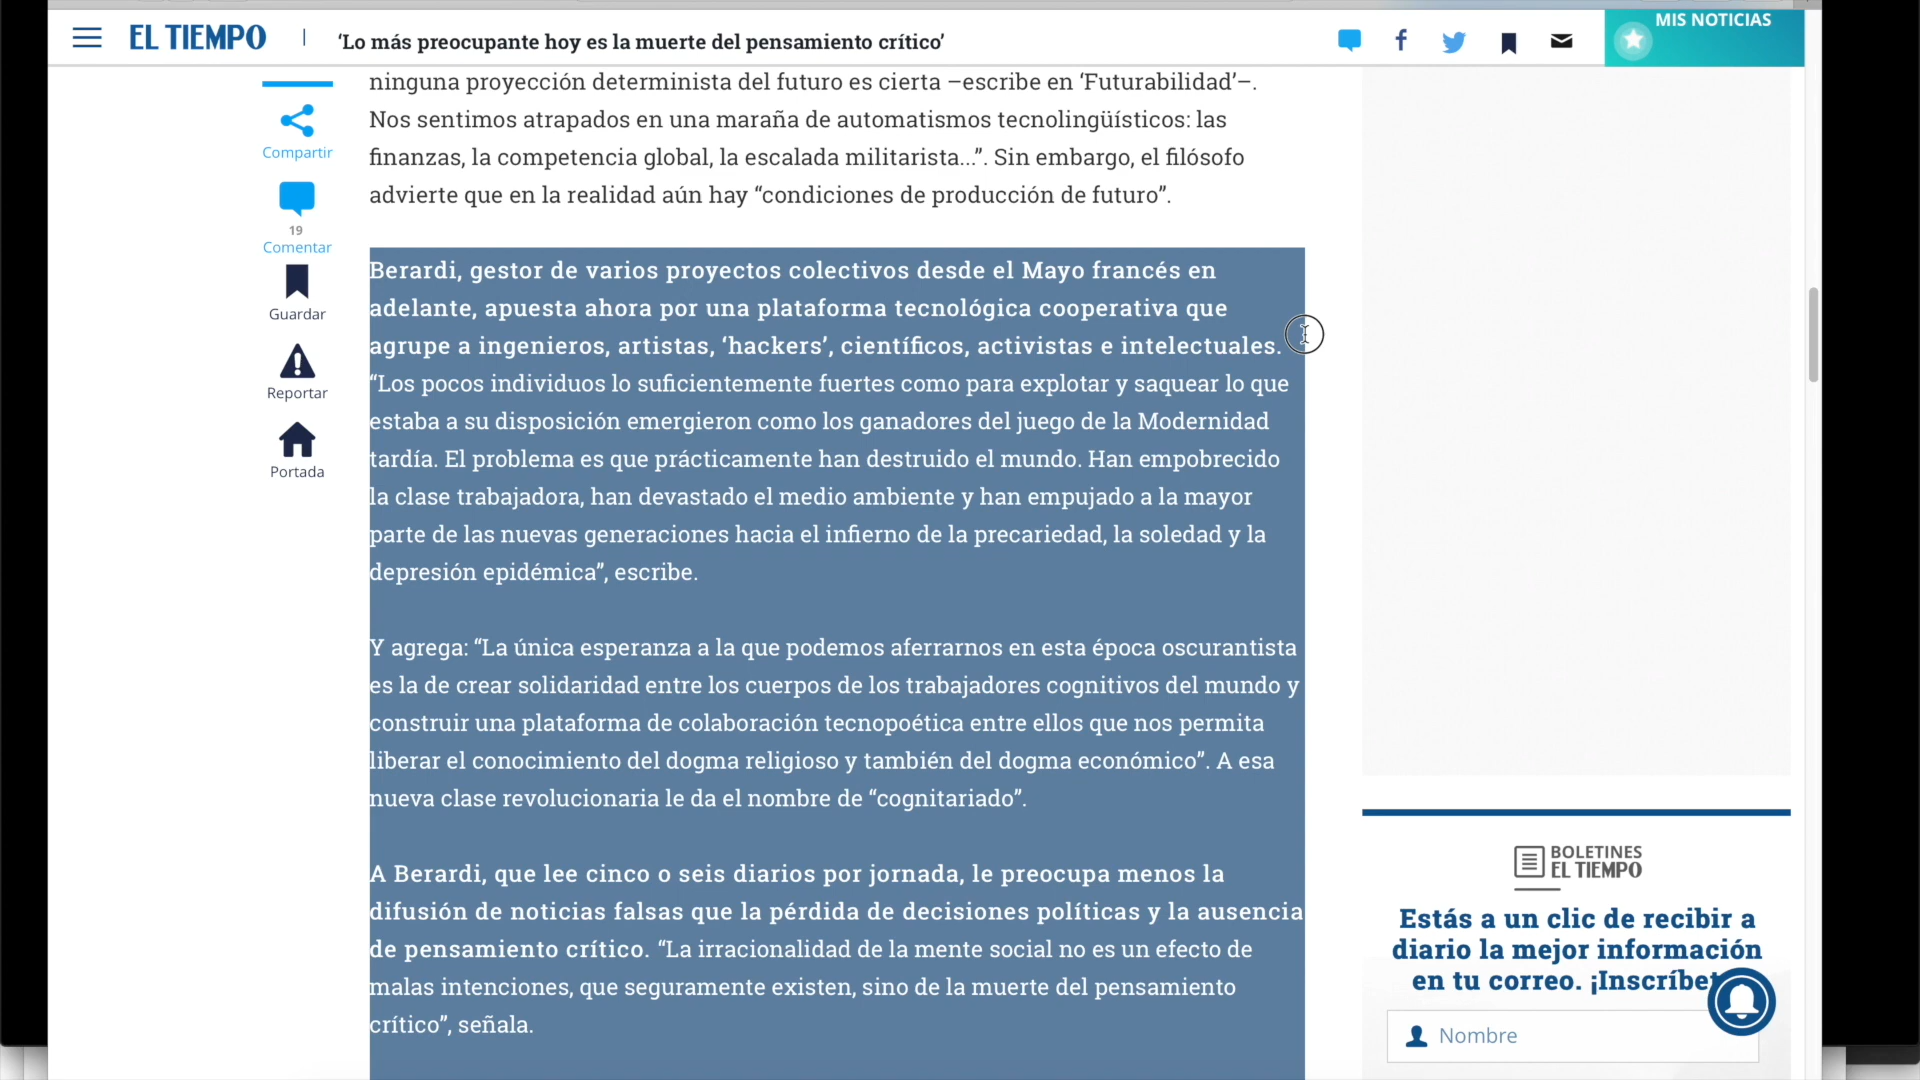 EL TIEMPO
‘Lo más preocupante hoy es la muerte del pensamiento crítico’
MIS NOTICIAS
Compartir
19
Comentar
Guardar
Reportar
Portada
ninguna proyección determinista del futuro es cierta –escribe en ‘Futurabilidad’–.
Nos sentimos atrapados en una maraña de automatismos tecnolingüísticos: las
finanzas, la competencia global, la escalada militarista...”. Sin embargo, el filósofo
advierte que en la realidad aún hay “condiciones de producción de futuro”.
Berardi, gestor de varios proyectos colectivos desde el Mayo francés en
adelante, apuesta ahora por una plataforma tecnológica cooperativa que
agrupe a ingenieros, artistas, ‘hackers’, científicos, activistas e intelectuales.
“Los pocos individuos lo suficientemente fuertes como para explotar y saquear lo que
estaba a su disposición emergieron como los ganadores del juego de la Modernidad
tardía. El problema es que prácticamente han destruido el mundo. Han empobrecido
la clase trabajadora, han devastado el medio ambiente y han empujado a la mayor
parte de las nuevas generaciones hacia el infierno de la precariedad, la soledad y la
depresión epidémica”, escribe.
Y agrega: “La única esperanza a la que podemos aferrarnos en esta época oscurantista
es la de crear solidaridad entre los cuerpos de los trabajadores cognitivos del mundo y
construir una plataforma de colaboración tecnopoética entre ellos que nos permita
liberar el conocimiento del dogma religioso y también del dogma económico”. A esa
nueva clase revolucionaria le da el nombre de “cognitariado”.
A Berardi, que lee cinco o seis diarios por jornada, le preocupa menos la
difusión de noticias falsas que la pérdida de decisiones políticas y la ausencia
de pensamiento crítico. “La irracionalidad de la mente social no es un efecto de
malas intenciones, que seguramente existen, sino de la muerte del pensamiento
crítico”, señala.
BOLETINES
EL TIEMPO
Estás a un clic de recibir a
diario la mejor información
en tu correo. ¡Inscríbet
Nombre